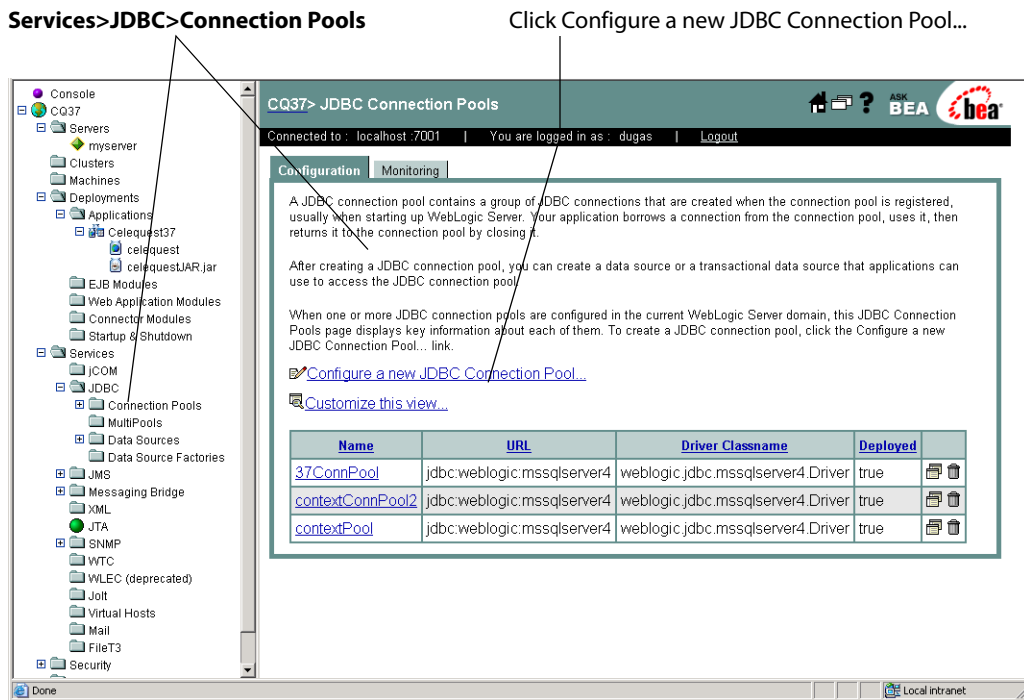 Services>JDBC>Connection Pools
Click Configure a new JDBC Connection Pool...
Console
CQ37
Servers
myserver
Clusters
Machines
Deployments
Applications
Celequest37
celequest
celequestJAR.jar
EJB Modules
Web Application Modules
Connector Modules
Startup & Shutdown
Services
jCOM
JDBC
Connection Pools
MultiPools
Data Sources
Data Source Factories
JMS
Messaging Bridge
XML
JTA
SNMP
WTC
WLEC (deprecated)
Jolt
Virtual Hosts
Mail
FileT3
Security
CQ37> JDBC Connection Pools
? ASK BEA bea
Connected to : localhost :7001 | You are logged in as : dugas | Logout
Configuration Monitoring
A JDBC connection pool contains a group of JDBC connections that are created when the connection pool is registered,
usually when starting up WebLogic Server. Your application borrows a connection from the connection pool, uses it, then
returns it to the connection pool by closing it.
After creating a JDBC connection pool, you can create a data source or a transactional data source that applications can
use to access the JDBC connection pool.
When one or more JDBC connection pools are configured in the current WebLogic Server domain, this JDBC Connection
Pools page displays key information about each of them. To create a JDBC connection pool, click the Configure a new
JDBC Connection Pool... link.
Configure a new JDBC Connection Pool...
Customize this view...
Name URL Driver Classname Deployed
37ConnPool jdbc:weblogic:mssqlserver4 weblogic.jdbc.mssqlserver4.Driver true
contextConnPool2 jdbc:weblogic:mssqlserver4 weblogic.jdbc.mssqlserver4.Driver true
contextPool jdbc:weblogic:mssqlserver4 weblogic.jdbc.mssqlserver4.Driver true
Done
Local intranet